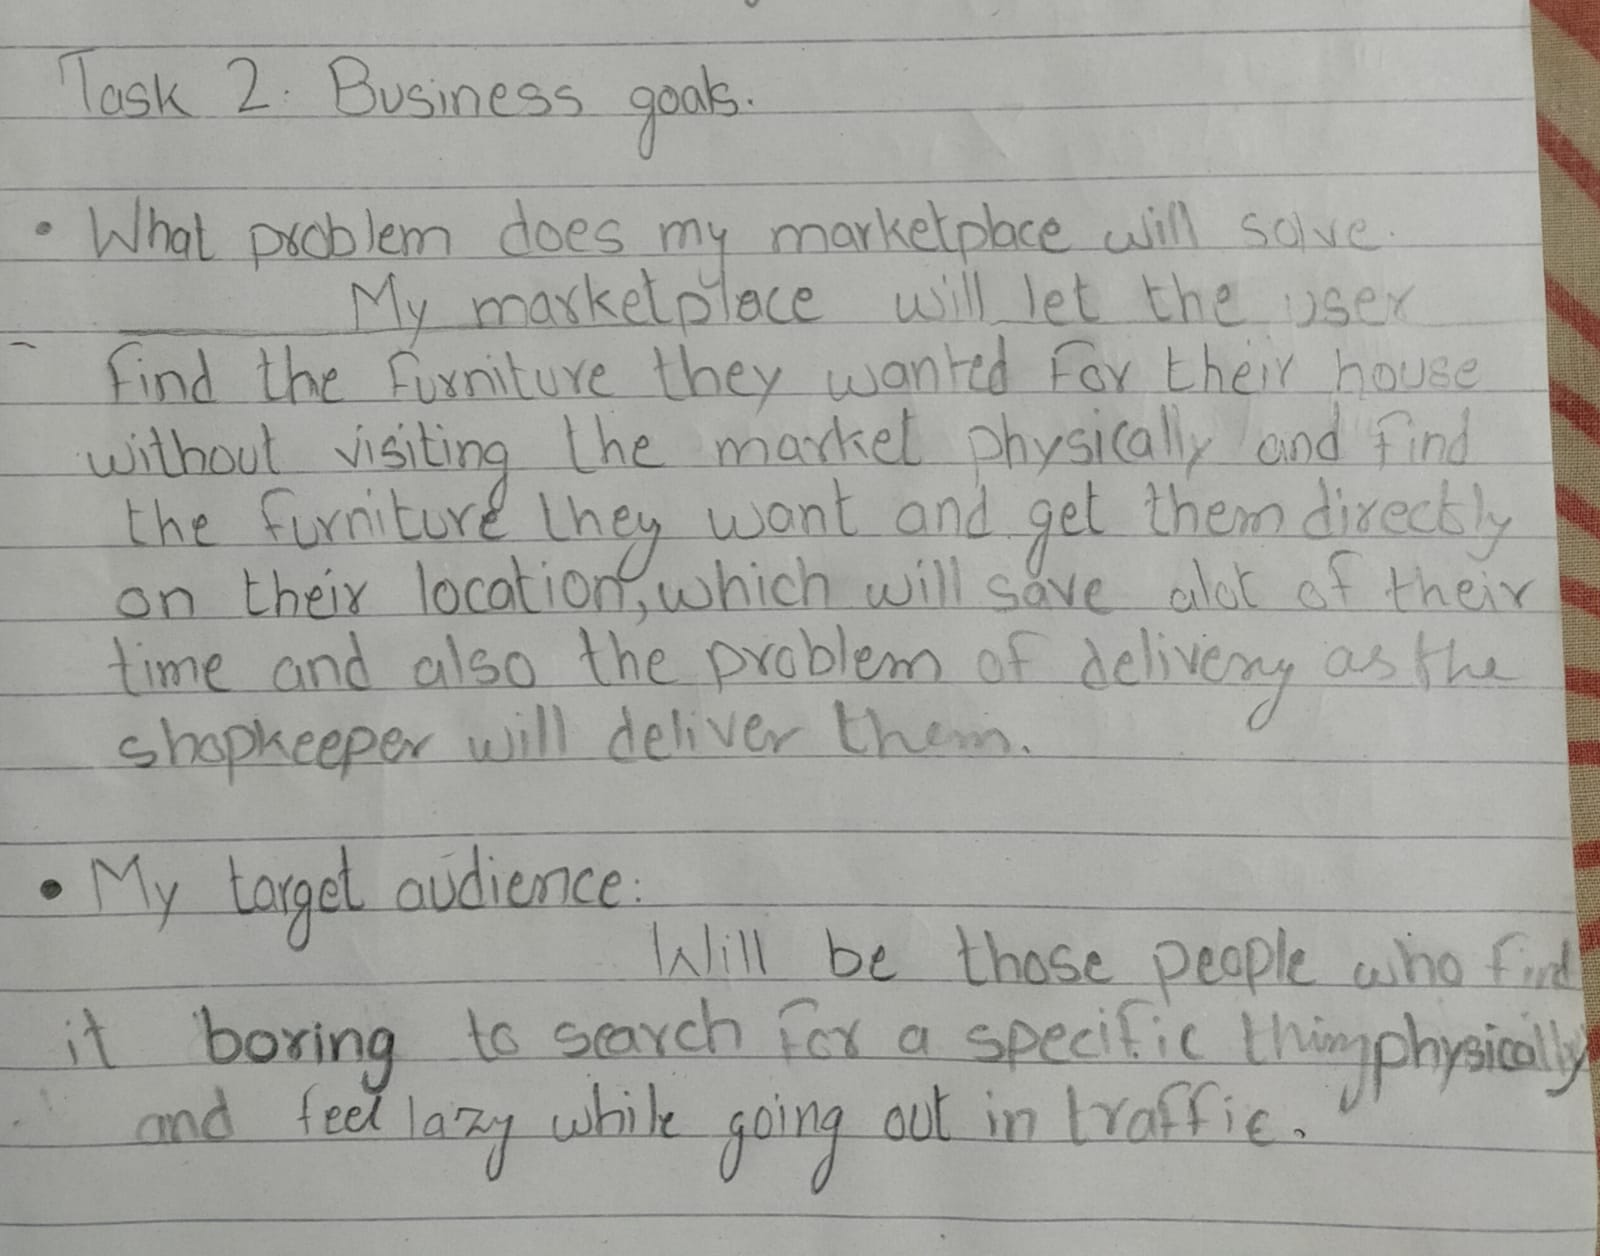 Task 2: Business goals.
• What problem does my marketplace will solve.
My marketplace will let the user
find the furniture they wanted for their house
without visiting the market physically and find
the furniture they want and get them directly
on their location, which will save alot of their
time and also the problem of delivery as the
shopkeeper will deliver them.
• My target audience:
Will be those people who find
it boring to search for a specific thing physically
and feel lazy while going out in traffic.